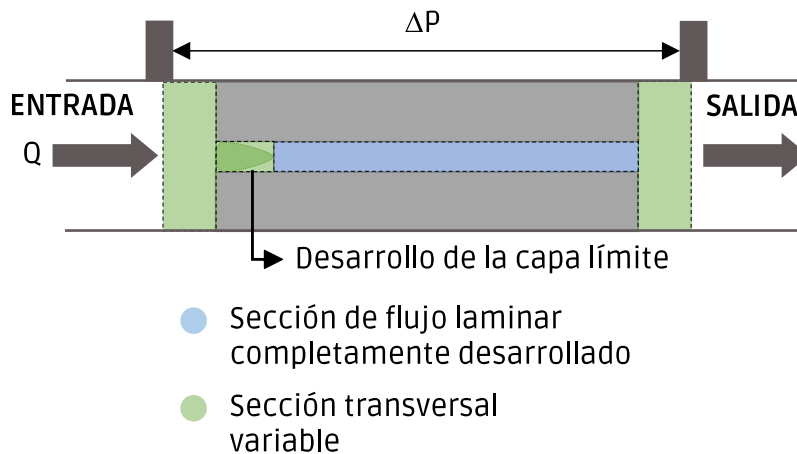 ΔP
ENTRADA
SALIDA
Q
Desarrollo de la capa límite
Sección de flujo laminar
completamente desarrollado
Sección transversal
variable